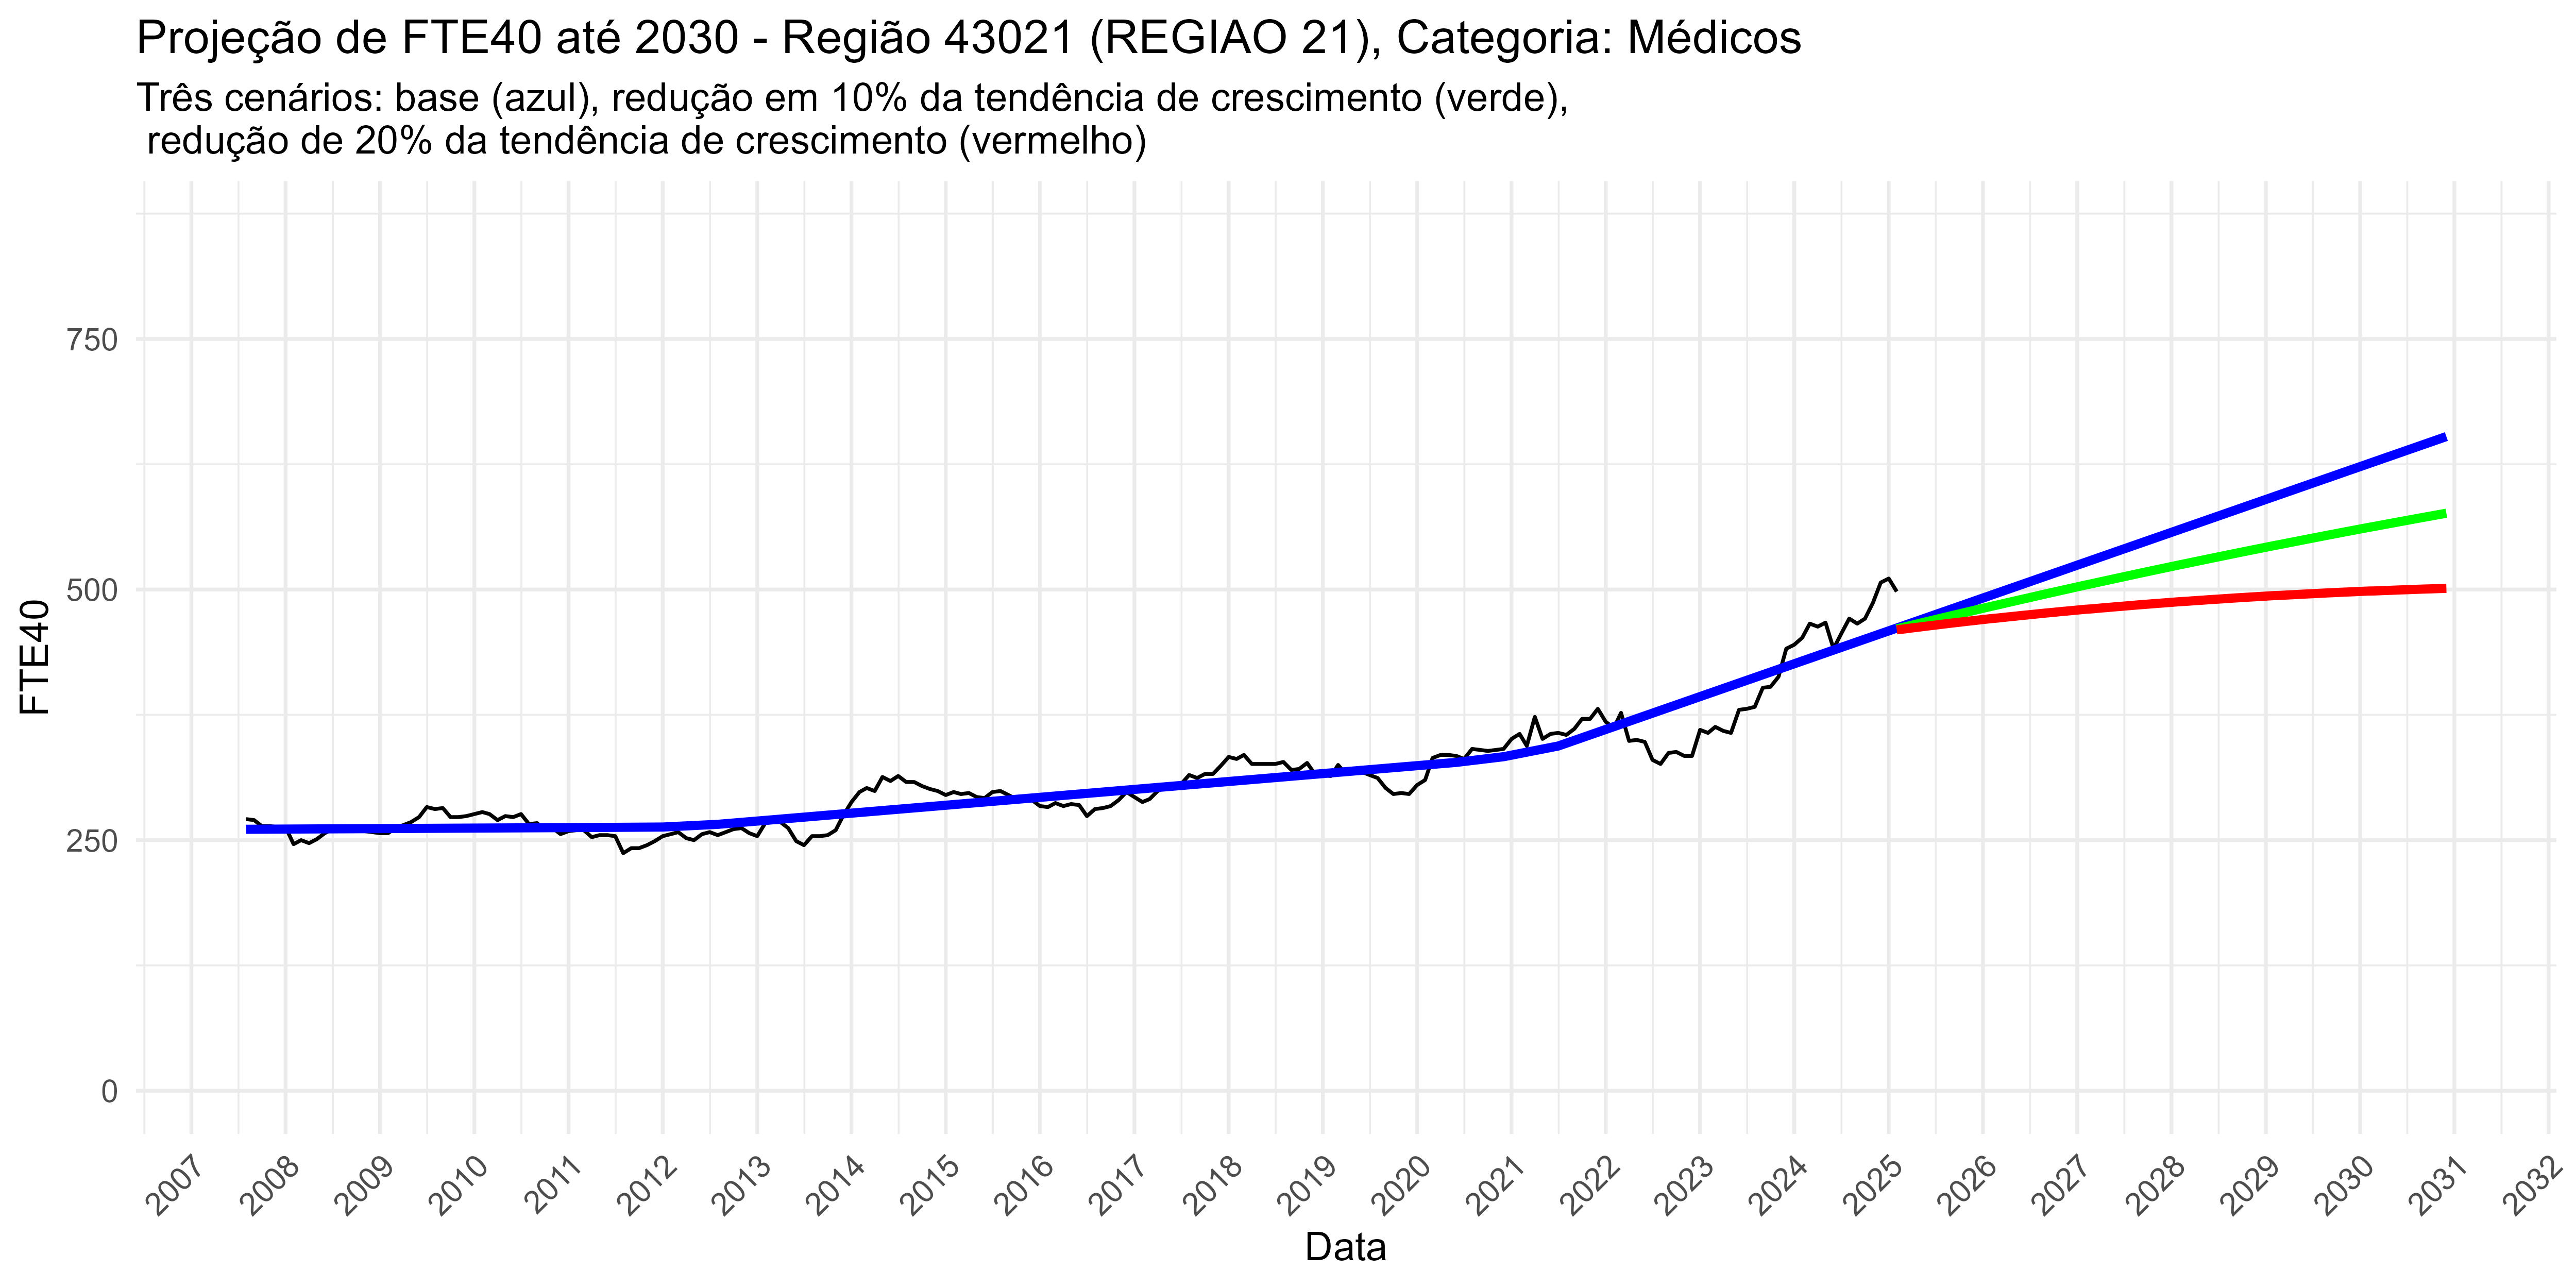 Projeção de FTE40 até 2030 - Região 43021 (REGIAO 21), Categoria: Médicos
Três cenários: base (azul), redução em 10% da tendência de crescimento (verde),
redução de 20% da tendência de crescimento (vermelho)
FTE40
750
500
250
0
2007 2008 2009 2010 2011 2012 2013 2014 2015 2016 2017 2018 2019 2020 2021 2022 2023 2024 2025 2026 2027 2028 2029 2030 2031 2032
Data